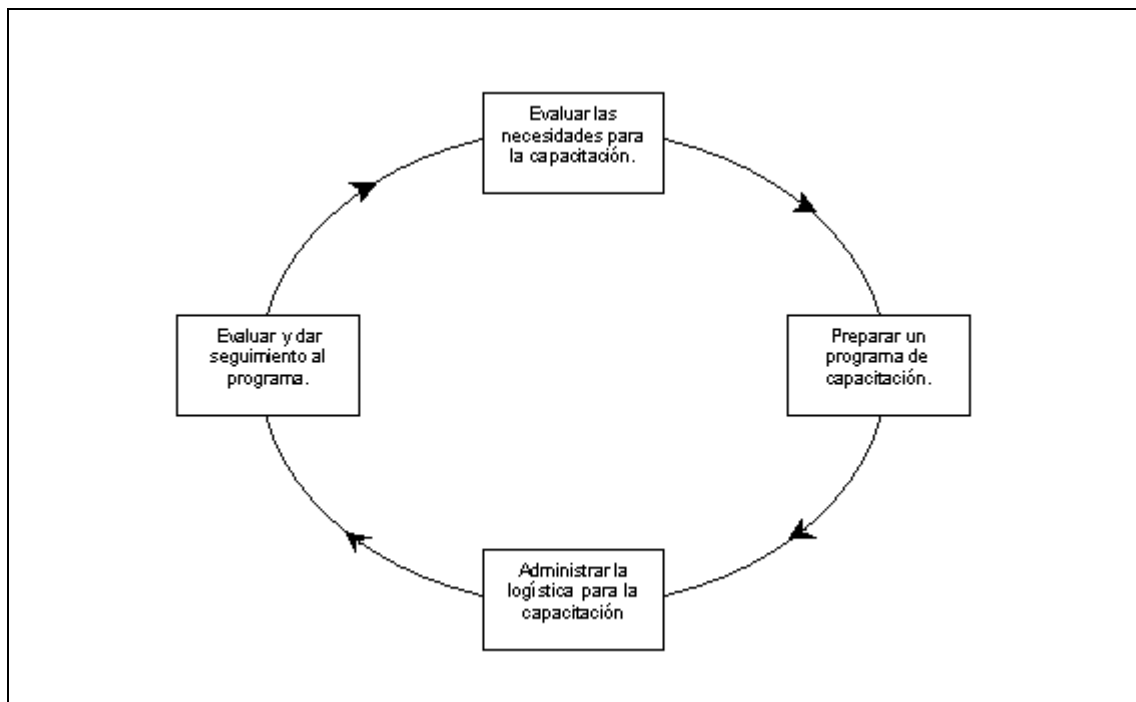 Evaluar las
necesidades para
la capacitación.
Evaluar y dar
seguimiento al
programa.
Preparar un
programa de
capacitación.
Administrar la
logística para la
capacitación